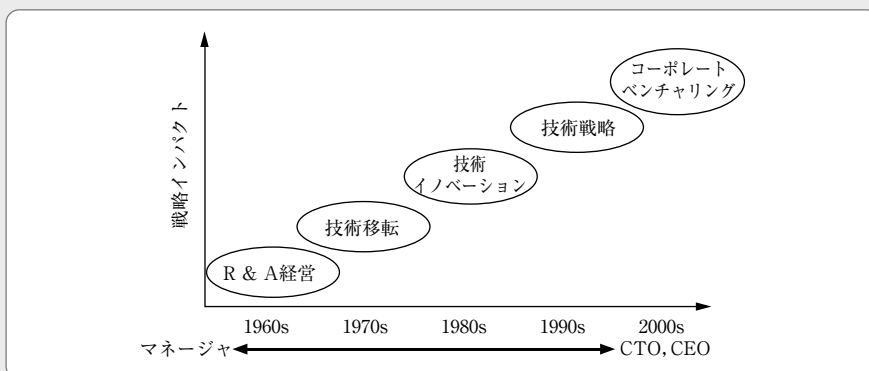 コーポレート
ベンチャリング
技術戦略
技術
イノベーション
技術移転
R & A経営
戦略インパクト
1960s 1970s 1980s 1990s 2000s
マネージャ CTO, CEO